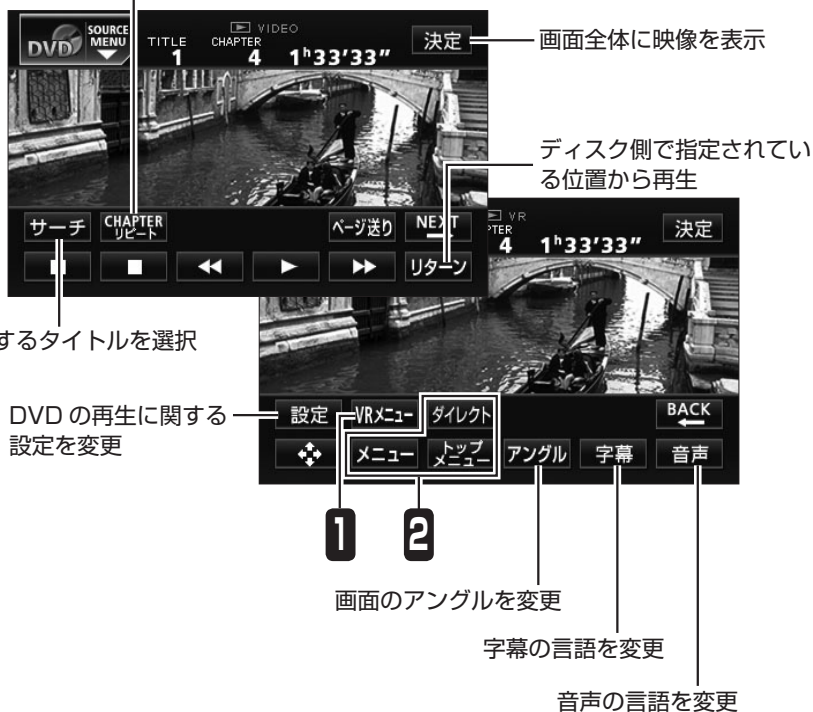 DVD
SOURCE
MENU
TITLE
1
CHAPTER
4
VIDEO
1h33'33"
決定
画面全体に映像を表示
ディスク側で指定されてい
る位置から再生
サーチ
CHAPTER
リピート
ページ送り
NEXT
リターン
するタイトルを選択
VR
PTER
4
1h33'33"
決定
DVD の再生に関する
設定を変更
設定
VRメニュー
ダイレクト
BACK
メニュー
トップ
メニュー
アングル
字幕
音声
1
2
画面のアングルを変更
字幕の言語を変更
音声の言語を変更